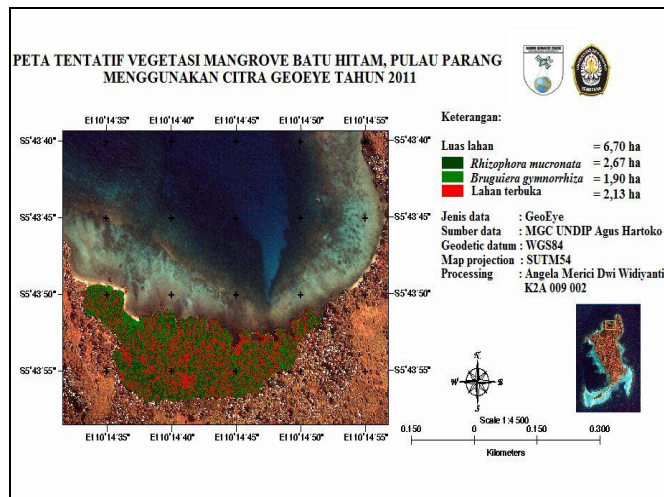 PETA TENTATIF VEGETASI MANGROVE BATU HITAM, PULAU PARANG
MENGGUNAKAN CITRA GEOEYE TAHUN 2011
E110°14'35" E110°14'40" E110°14'45" E110°14'50" E110°14'55"
S5°43'40" S5°43'40"
S5°43'45" S5°43'45"
S5°43'50" S5°43'50"
S5°43'55" S5°43'55"
E110°14'35" E110°14'40" E110°14'45" E110°14'50" E110°14'55"
Keterangan:
Luas lahan = 6,70 ha
Rhizophora mucronata = 2,67 ha
Bruguiera gymnorrhiza = 1,90 ha
Lahan terbuka = 2,13 ha
Jenis data : GeoEye
Sumber data : MGC UNDIP Agus Hartoko
Geodetic datum : WGS84
Map projection : SUTM54
Processing : Angela Merici Dwi Widiyanti
K2A 009 002
Scale 1:4 500
0.150 0 0.150 0.300
Kilometers